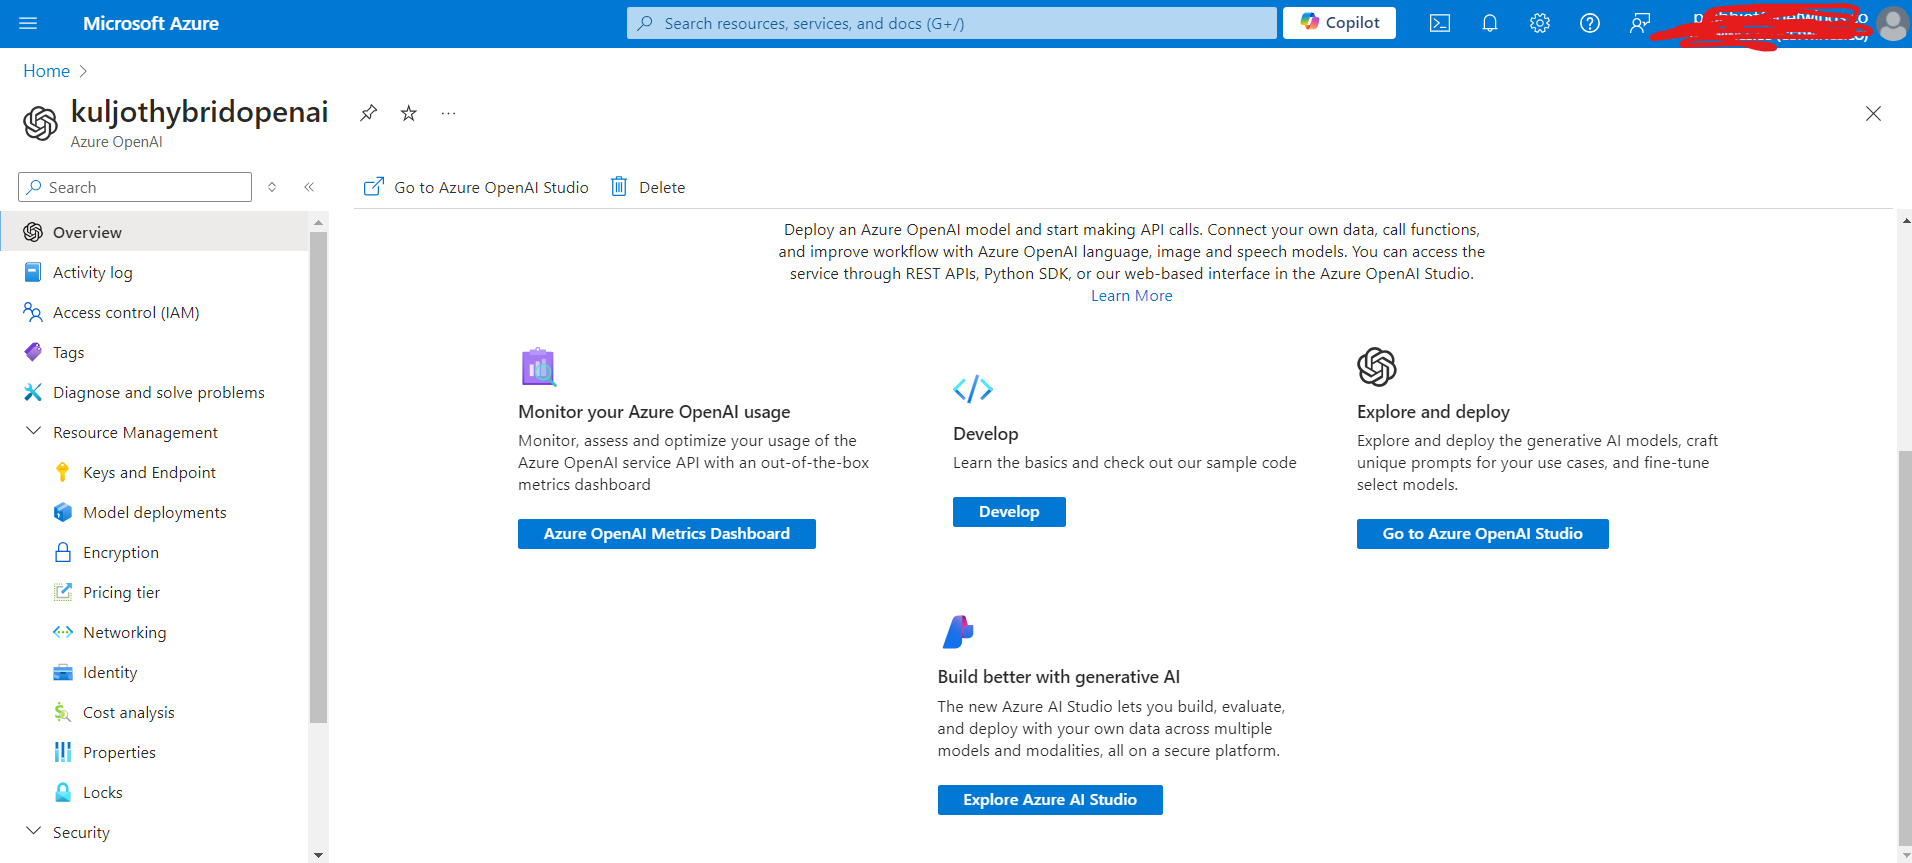 Microsoft Azure
Search resources, services, and docs (G+/)
Copilot
Home
kuljothybridopenai
Azure OpenAI
Search
Go to Azure OpenAI Studio
Delete
Overview
Activity log
Access control (IAM)
Tags
Diagnose and solve problems
Resource Management
Keys and Endpoint
Model deployments
Encryption
Pricing tier
Networking
Identity
Cost analysis
Properties
Locks
Security
Deploy an Azure OpenAI model and start making API calls. Connect your own data, call functions,
and improve workflow with Azure OpenAI language, image and speech models. You can access the
service through REST APIs, Python SDK, or our web-based interface in the Azure OpenAI Studio.
Learn More
Monitor your Azure OpenAI usage
Monitor, assess and optimize your usage of the
Azure OpenAI service API with an out-of-the-box
metrics dashboard
Azure OpenAI Metrics Dashboard
Develop
Learn the basics and check out our sample code
Develop
Explore and deploy
Explore and deploy the generative AI models, craft
unique prompts for your use cases, and fine-tune
select models.
Go to Azure OpenAI Studio
Build better with generative AI
The new Azure AI Studio lets you build, evaluate,
and deploy with your own data across multiple
models and modalities, all on a secure platform.
Explore Azure AI Studio